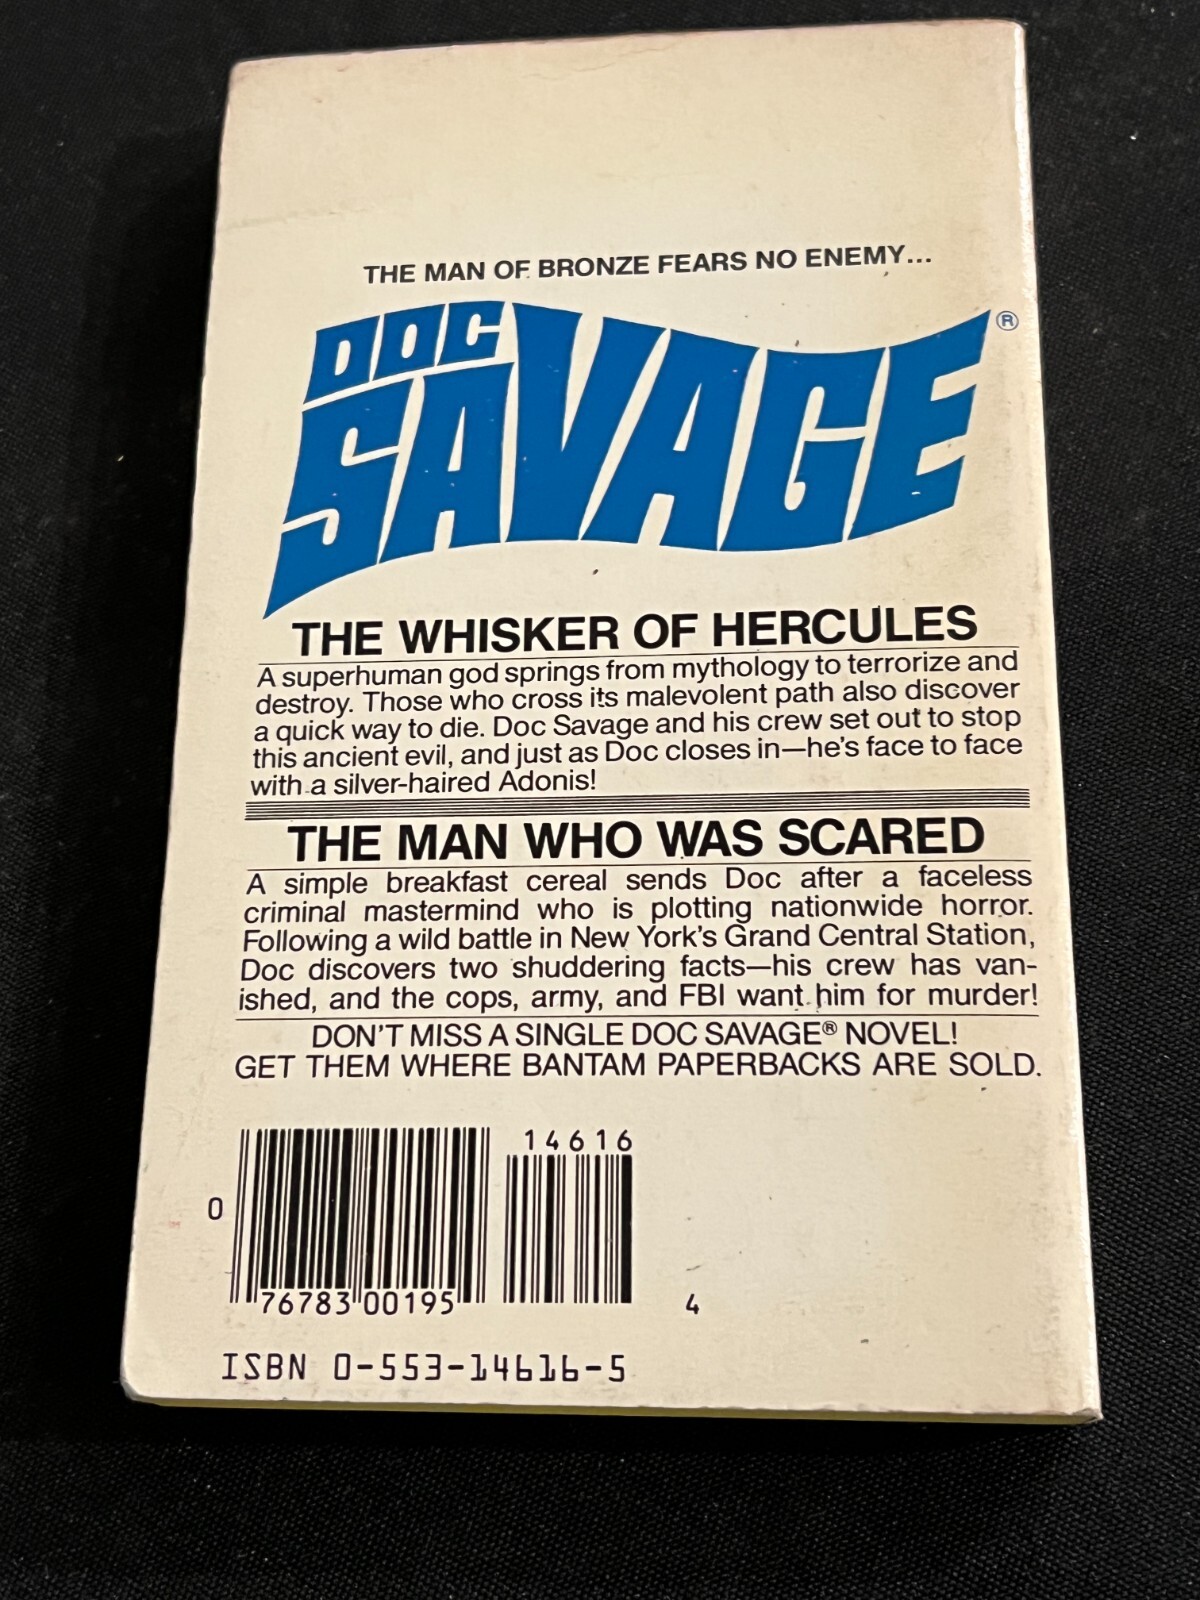 THE MAN OF BRONZE FEARS NO ENEMY...
DOC
SAVAGE®
THE WHISKER OF HERCULES
A superhuman god springs from mythology to terrorize and
destroy. Those who cross its malevolent path also discover
a quick way to die. Doc Savage and his crew set out to stop
this ancient evil, and just as Doc closes in—he's face to face
with a silver-haired Adonis!
THE MAN WHO WAS SCARED
A simple breakfast cereal sends Doc after a faceless
criminal mastermind who is plotting nationwide horror.
Following a wild battle in New York's Grand Central Station,
Doc discovers two shuddering facts—his crew has van-
ished, and the cops, army, and FBI want him for murder!
DON'T MISS A SINGLE DOC SAVAGE® NOVEL!
GET THEM WHERE BANTAM PAPERBACKS ARE SOLD.
14616
0
76783 00195
4
ISBN 0-553-14616-5